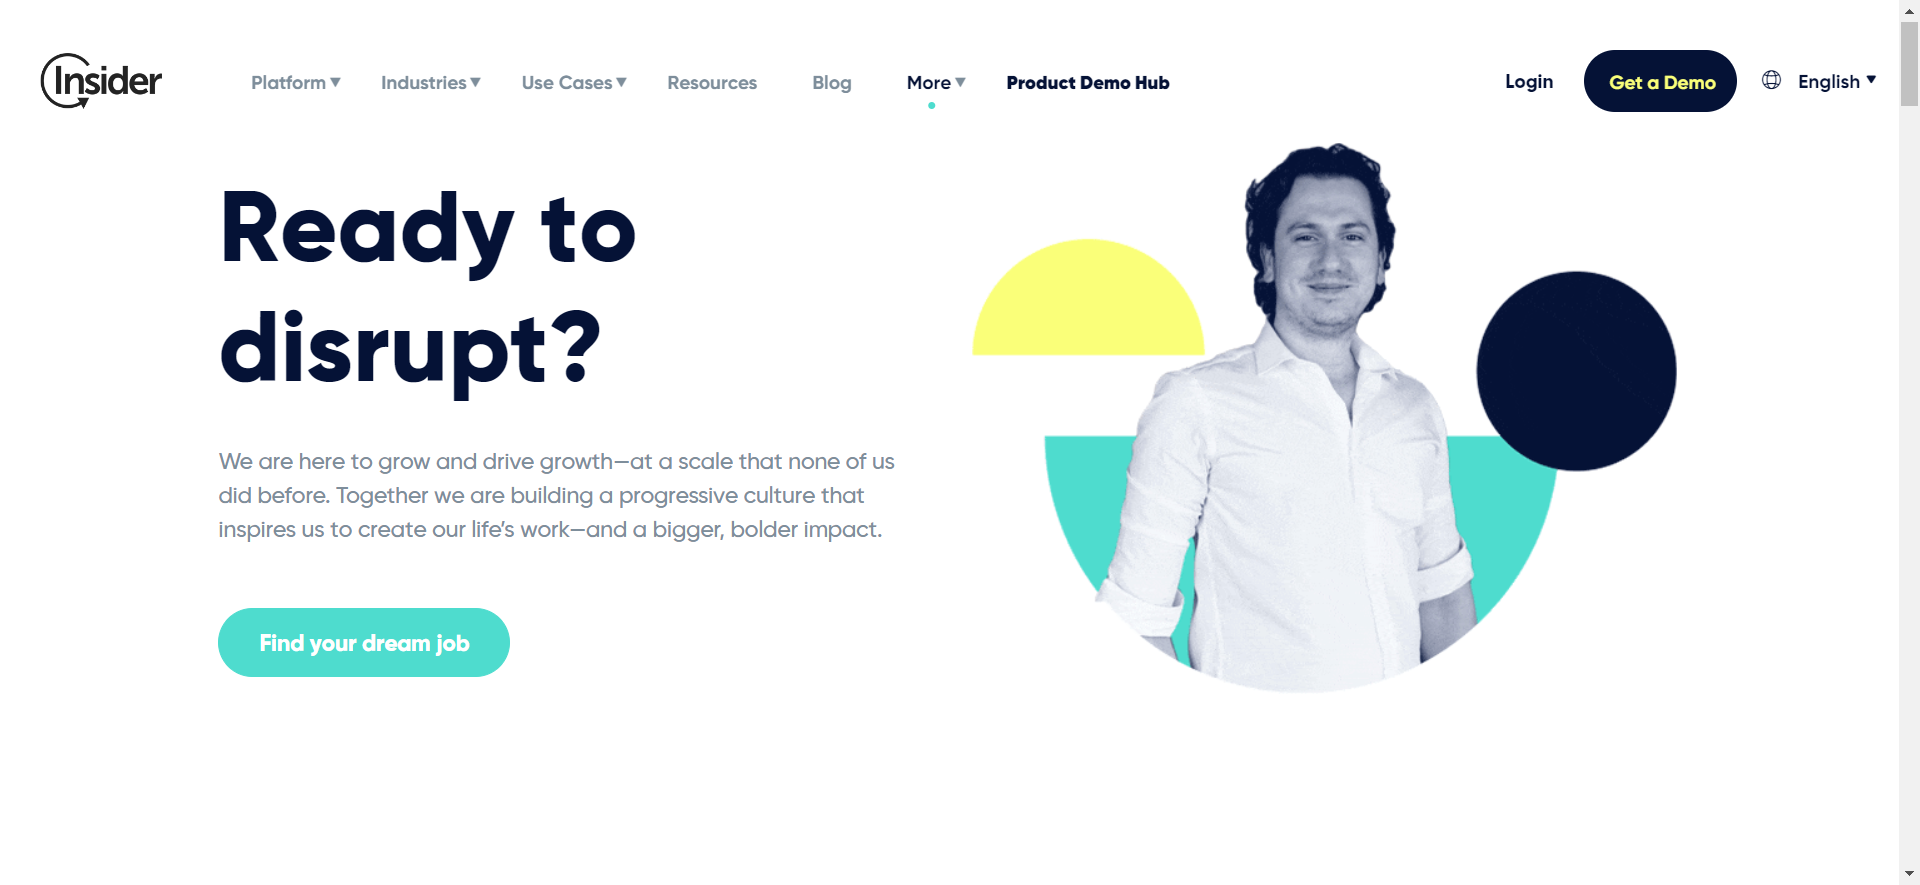 Insider
Platform
Industries
Use Cases
Resources
Blog
More
Product Demo Hub
Login
Get a Demo
English
Ready to
disrupt?
We are here to grow and drive growth—at a scale that none of us
did before. Together we are building a progressive culture that
inspires us to create our life’s work—and a bigger, bolder impact.
Find your dream job